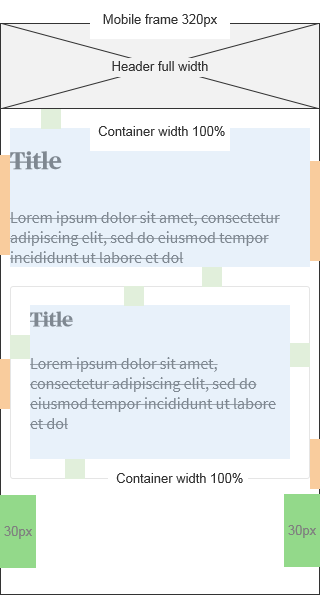 Mobile frame 320px
Header full width
Container width 100%
Title
Lorem ipsum dolor sit amet, consectetur
adipiscing elit, sed do eiusmod tempor
incididunt ut labore et dol
Title
Lorem ipsum dolor sit amet,
consectetur adipiscing elit, sed do
eiusmod tempor incididunt ut labore
et dol
Container width 100%
30px 30px